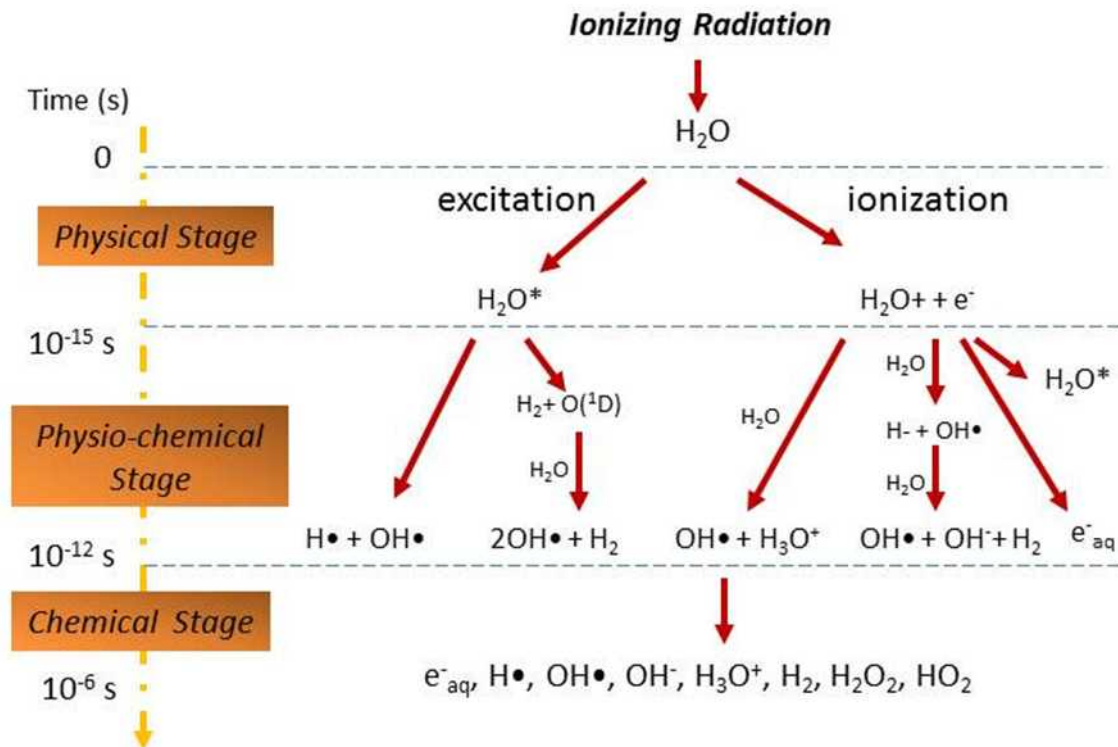 Ionizing Radiation
Time (s)
H₂O
0
excitation
ionization
Physical Stage
H₂O*
H₂O+ + e⁻
10⁻¹⁵ s
H₂O
H₂O*
H₂+ O(¹D)
H₂O
Physio-chemical
Stage
H- + OH●
H₂O
H₂O
H● + OH●
2OH● + H₂
OH● + H₃O⁺
OH● + OH⁻+ H₂
e⁻aq
10⁻¹² s
Chemical Stage
10⁻⁶ s
e⁻aq, H●, OH●, OH⁻, H₃O⁺, H₂, H₂O₂, HO₂